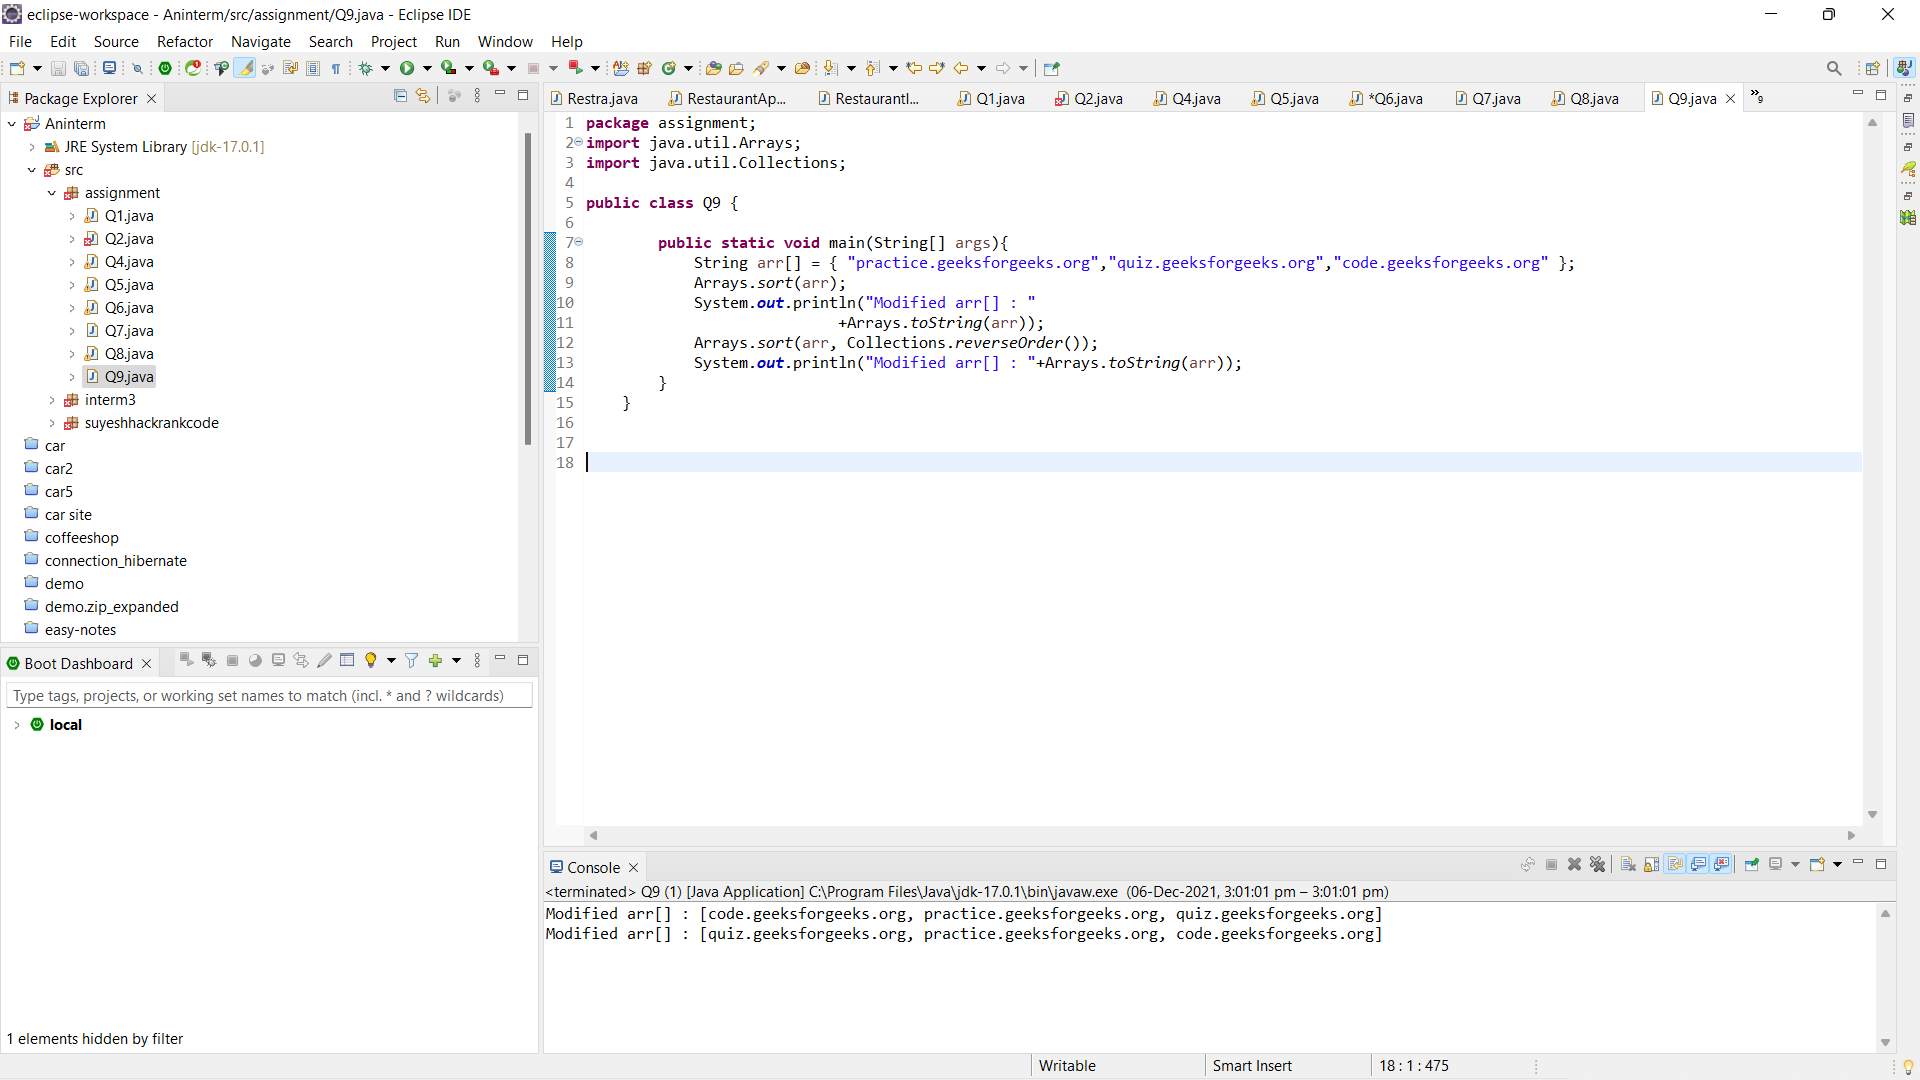 eclipse-workspace - Aninterm/src/assignment/Q9.java - Eclipse IDE
File Edit Source Refactor Navigate Search Project Run Window Help
Package Explorer
Aninterm
JRE System Library [jdk-17.0.1]
src
assignment
Q1.java
Q2.java
Q4.java
Q5.java
Q6.java
Q7.java
Q8.java
Q9.java
interm3
suyeshhackrankcode
car
car2
car5
car site
coffeeshop
connection_hibernate
demo
demo.zip_expanded
easy-notes
Boot Dashboard
Type tags, projects, or working set names to match (incl. * and ? wildcards)
local
1 elements hidden by filter
Restra.java RestaurantAp... RestaurantI... Q1.java Q2.java Q4.java Q5.java *Q6.java Q7.java Q8.java Q9.java »9
1 package assignment;
2 import java.util.Arrays;
3 import java.util.Collections;
4
5 public class Q9 {
6
7 public static void main(String[] args){
8 String arr[] = { "practice.geeksforgeeks.org","quiz.geeksforgeeks.org","code.geeksforgeeks.org" };
9 Arrays.sort(arr);
10 System.out.println("Modified arr[] : "
11 +Arrays.toString(arr));
12 Arrays.sort(arr, Collections.reverseOrder());
13 System.out.println("Modified arr[] : "+Arrays.toString(arr));
14 }
15 }
16
17
18
Console
<terminated> Q9 (1) [Java Application] C:\Program Files\Java\jdk-17.0.1\bin\javaw.exe (06-Dec-2021, 3:01:01 pm – 3:01:01 pm)
Modified arr[] : [code.geeksforgeeks.org, practice.geeksforgeeks.org, quiz.geeksforgeeks.org]
Modified arr[] : [quiz.geeksforgeeks.org, practice.geeksforgeeks.org, code.geeksforgeeks.org]
Writable Smart Insert 18 : 1 : 475